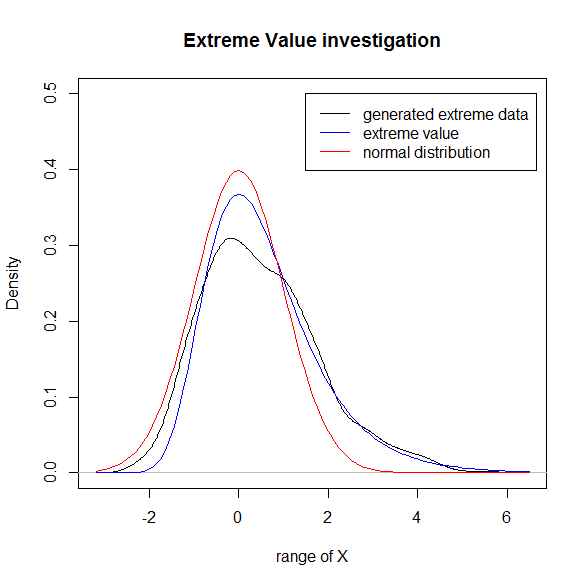 Extreme Value investigation
generated extreme data
extreme value
normal distribution
Density
0.5
0.4
0.3
0.2
0.1
0.0
-2
0
2
4
6
range of X